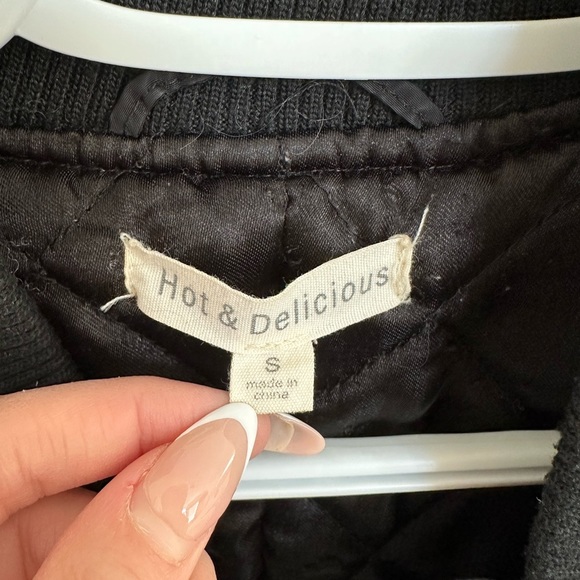 Hot & Delicious
S
made in
china